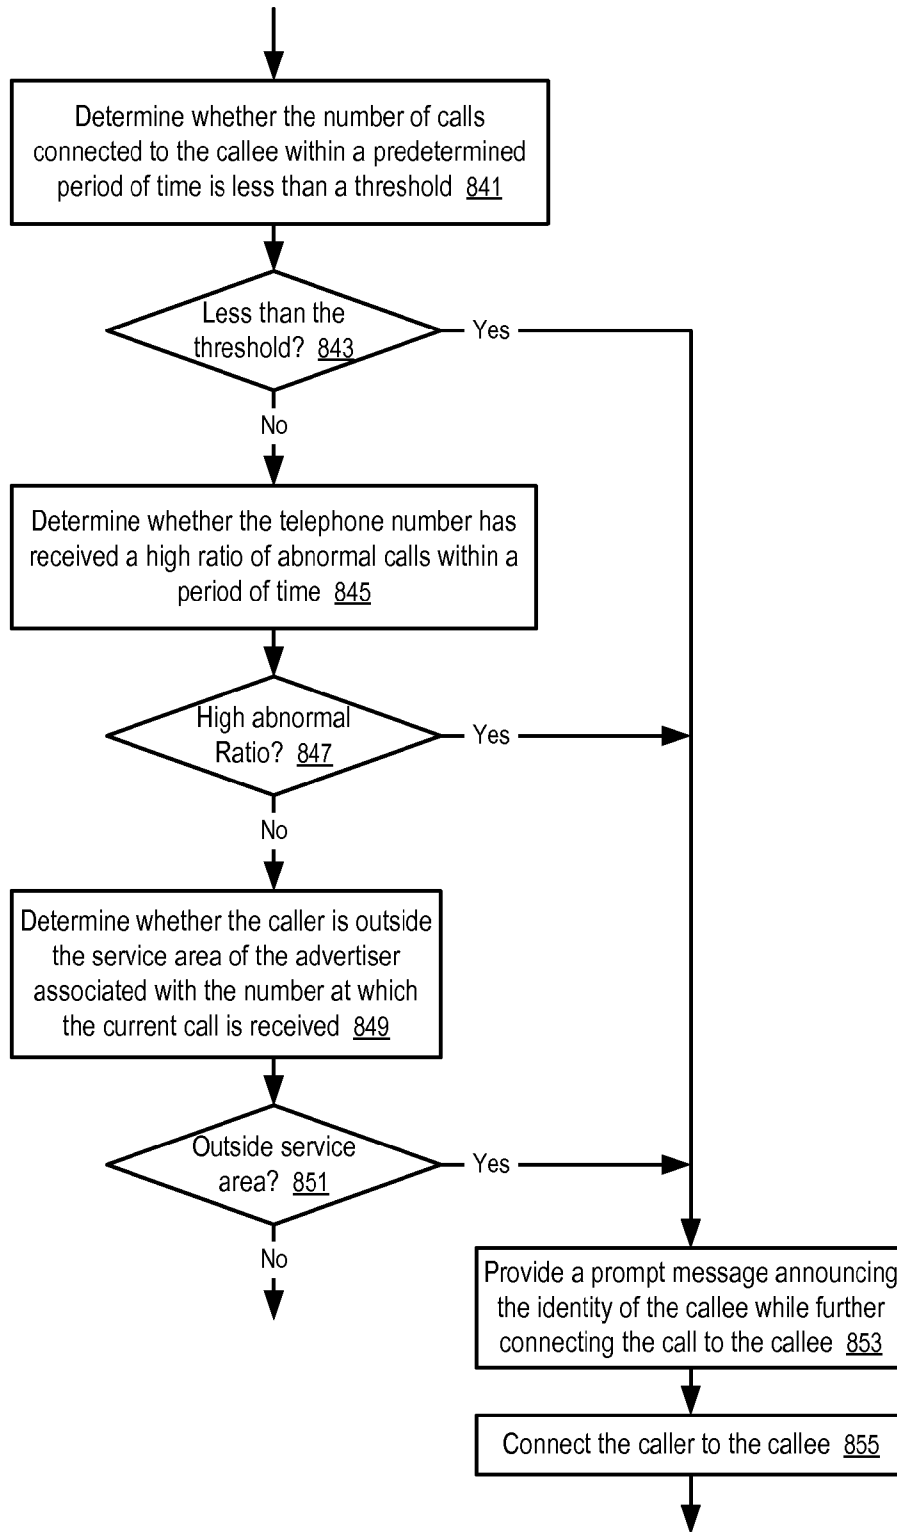 Determine whether the number of calls
connected to the callee within a predetermined
period of time is less than a threshold 841
Less than the
threshold? 843
Yes
No
Determine whether the telephone number has
received a high ratio of abnormal calls within a
period of time 845
High abnormal
Ratio? 847
Yes
No
Determine whether the caller is outside
the service area of the advertiser
associated with the number at which
the current call is received 849
Outside service
area? 851
Yes
No
Provide a prompt message announcing
the identity of the callee while further
connecting the call to the callee 853
Connect the caller to the callee 855